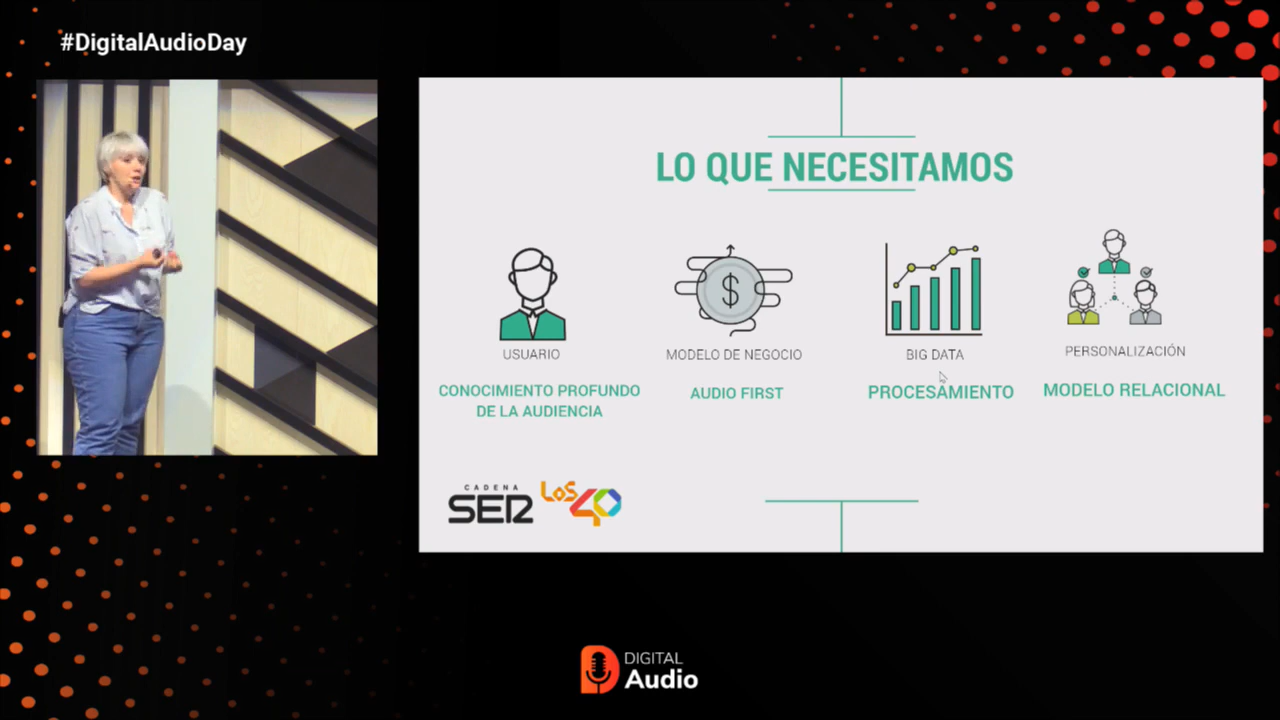 #DigitalAudioDay
LO QUE NECESITAMOS
$
USUARIO
MODELO DE NEGOCIO
BIG DATA
PERSONALIZACIÓN
CONOCIMIENTO PROFUNDO
DE LA AUDIENCIA
AUDIO FIRST
PROCESAMIENTO
MODELO RELACIONAL
CADENA
SER
LOS
40
DIGITAL
Audio